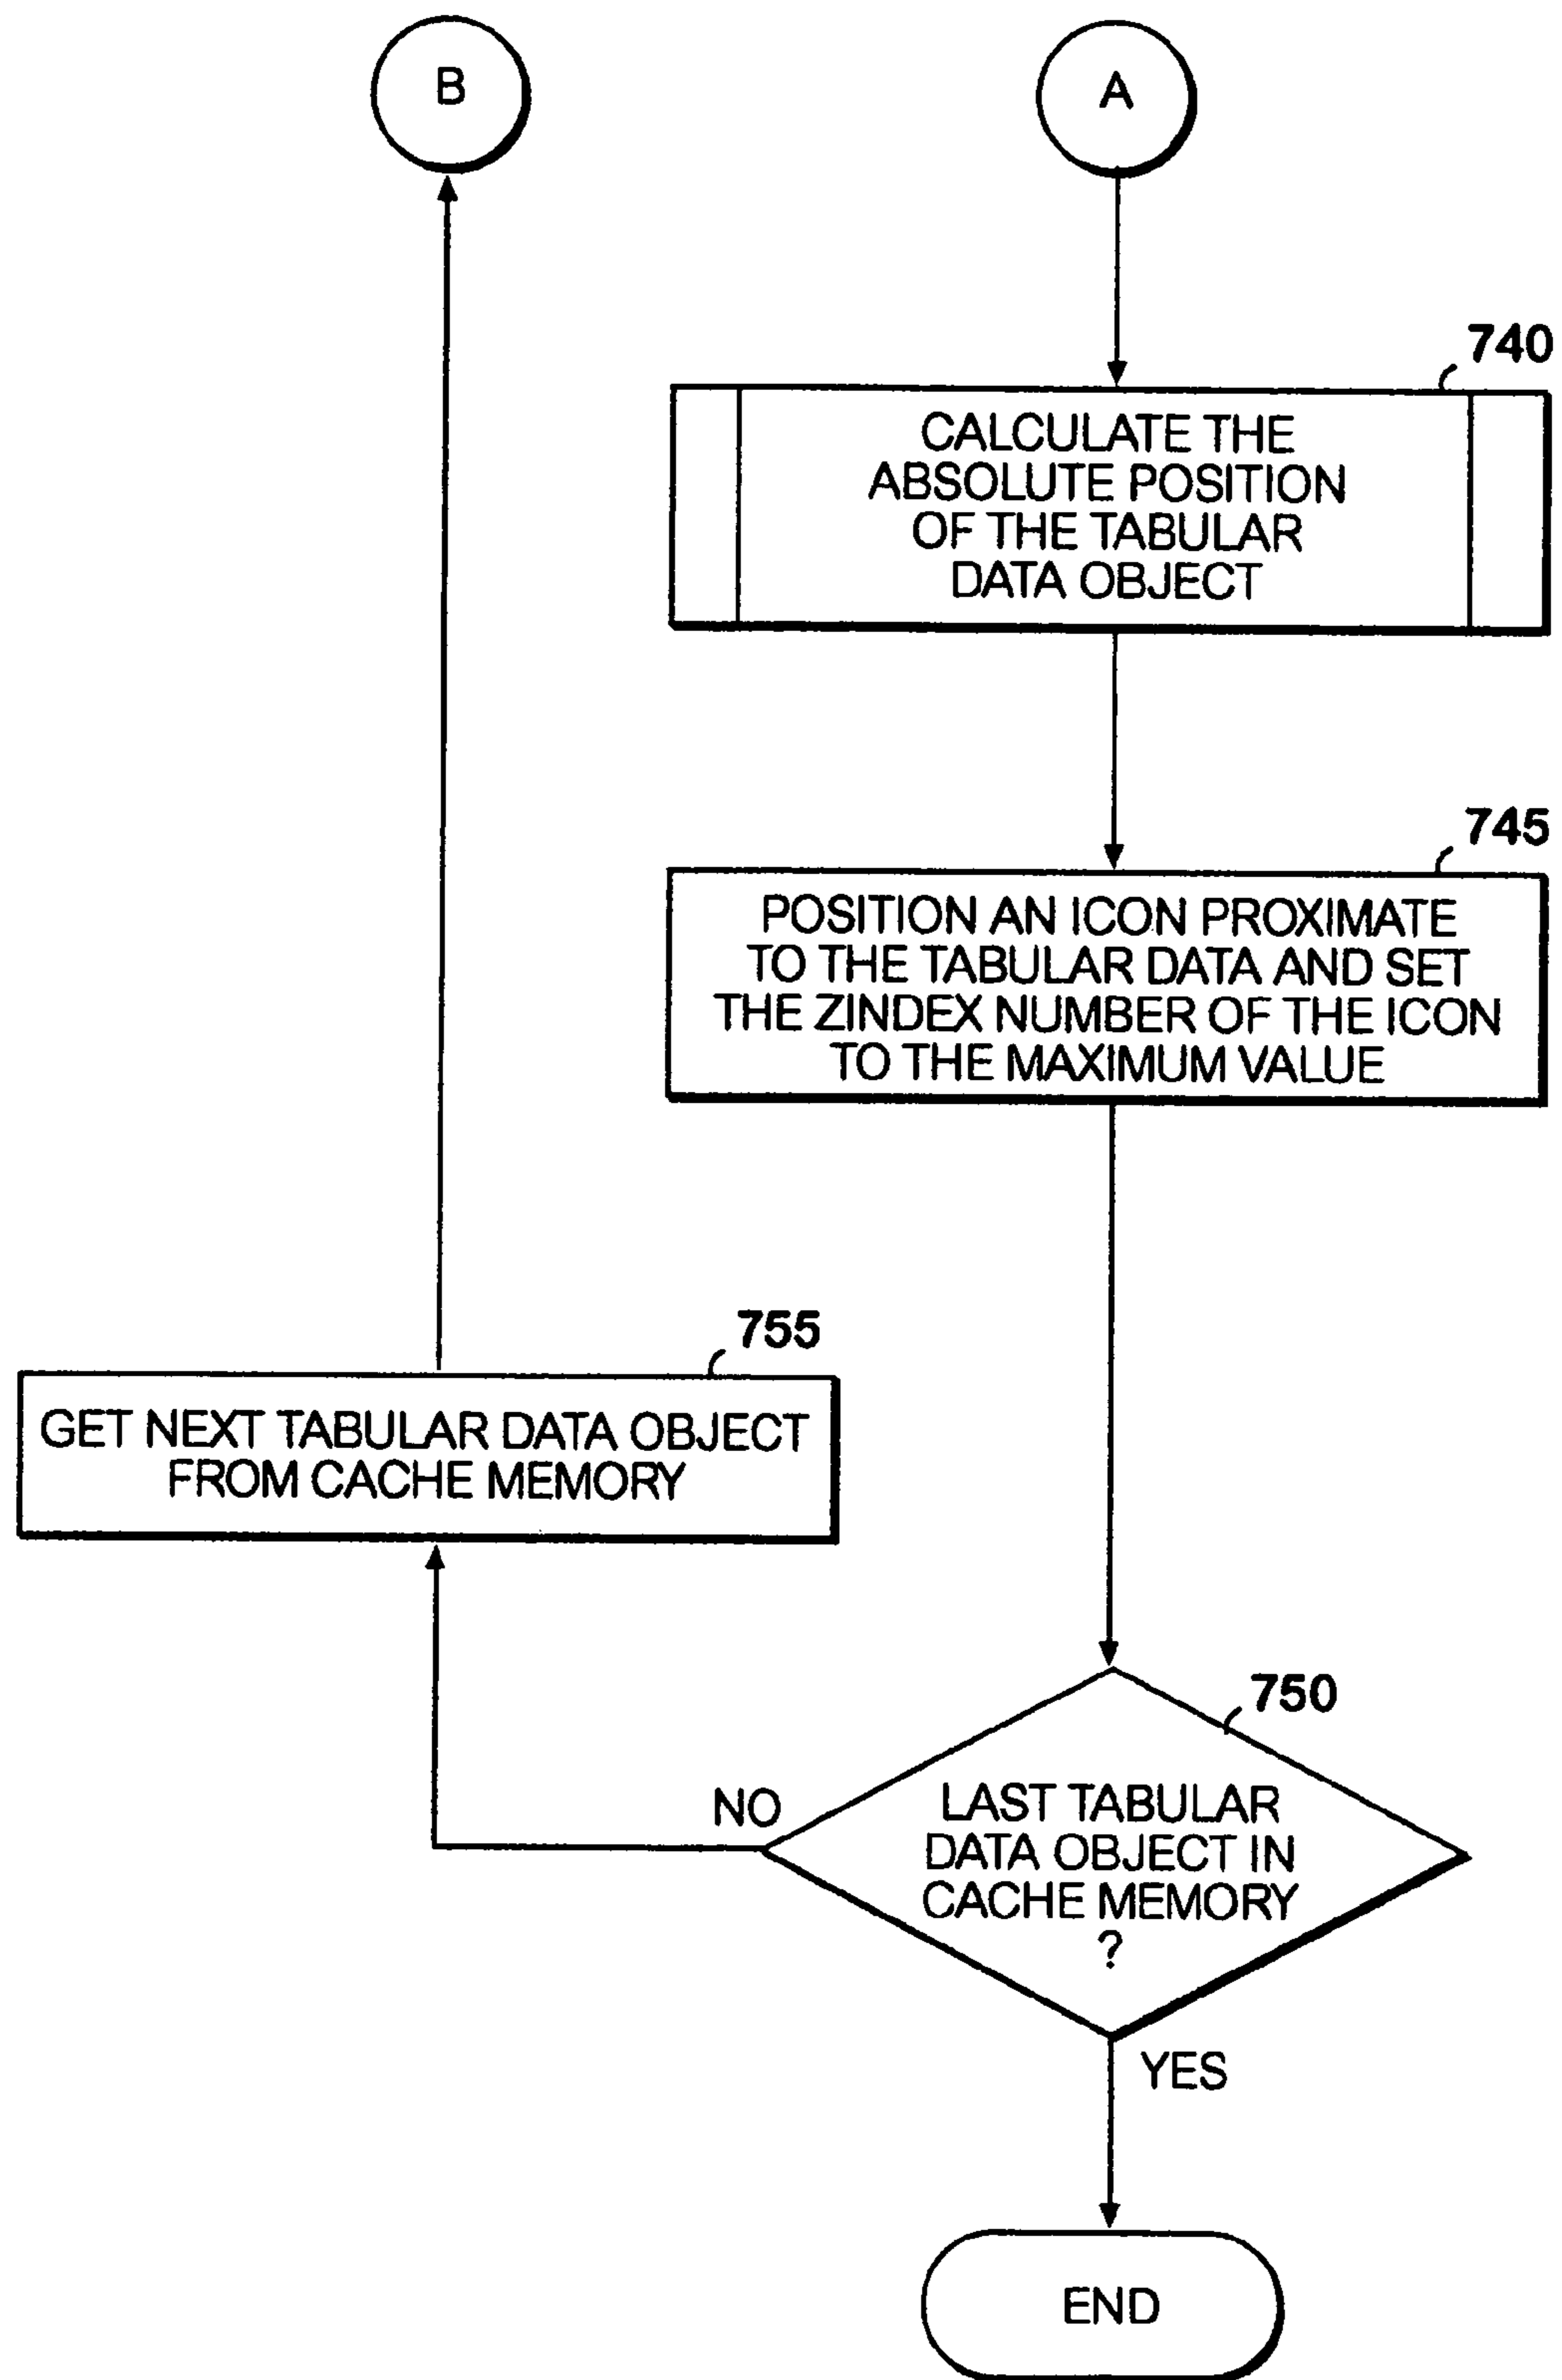 B
A
740
CALCULATE THE
ABSOLUTE POSITION
OF THE TABULAR
DATA OBJECT
745
POSITION AN ICON PROXIMATE
TO THE TABULAR DATA AND SET
THE ZINDEX NUMBER OF THE ICON
TO THE MAXIMUM VALUE
755
GET NEXT TABULAR DATA OBJECT
FROM CACHE MEMORY
750
NO
LAST TABULAR
DATA OBJECT IN
CACHE MEMORY
?
YES
END